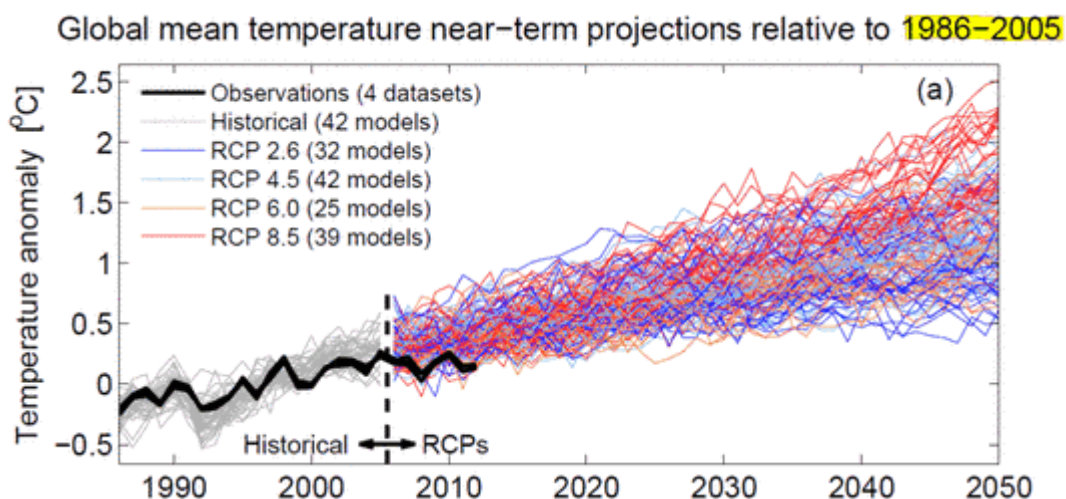 Global mean temperature near−term projections relative to 1986−2005
Temperature anomaly [°C]
2.5
2
1.5
1
0.5
0
−0.5
(a)
Observations (4 datasets)
Historical (42 models)
RCP 2.6 (32 models)
RCP 4.5 (42 models)
RCP 6.0 (25 models)
RCP 8.5 (39 models)
Historical RCPs
1990 2000 2010 2020 2030 2040 2050